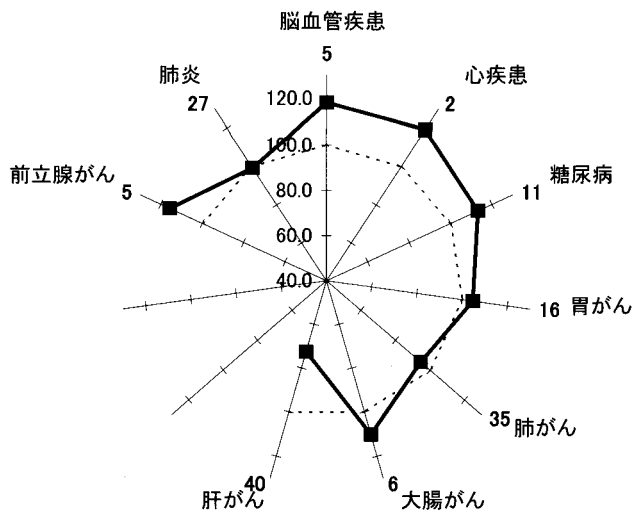 脳血管疾患
5
心疾患
2
糖尿病
11
胃がん
16
肺がん
35
大腸がん
6
肝がん
40
前立腺がん
5
肺炎
27
120.0
100.0
80.0
60.0
40.0